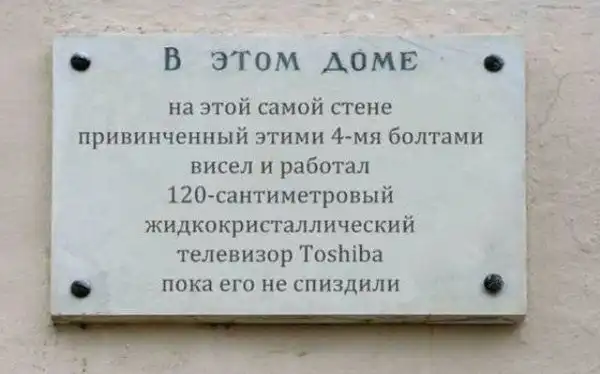 В ЭТОМ ДОМЕ
на этой самой стене
привинченный этими 4-мя болтами
висел и работал
120-сантиметровый
жидкокристаллический
телевизор Toshiba
пока его не спиздили